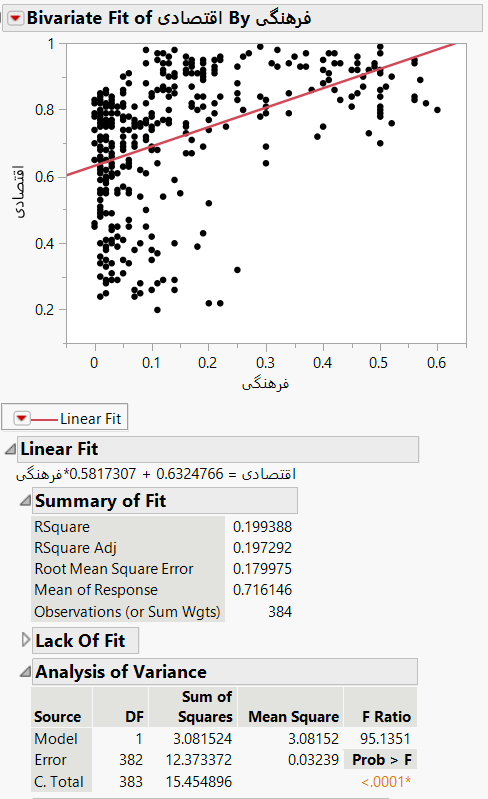 Bivariate Fit of اقتصادی By فرهنگی
1
0.8
0.6
0.4
0.2
اقتصادی
0 0.1 0.2 0.3 0.4 0.5 0.6
فرهنگی
Linear Fit
Linear Fit
اقتصادی = 0.6324766 + 0.5817307*فرهنگی
Summary of Fit
RSquare 0.199388
RSquare Adj 0.197292
Root Mean Square Error 0.179975
Mean of Response 0.716146
Observations (or Sum Wgts) 384
Lack Of Fit
Analysis of Variance
Sum of
Source DF Squares Mean Square F Ratio
Model 1 3.081524 3.08152 95.1351
Error 382 12.373372 0.03239 Prob > F
C. Total 383 15.454896 <.0001*